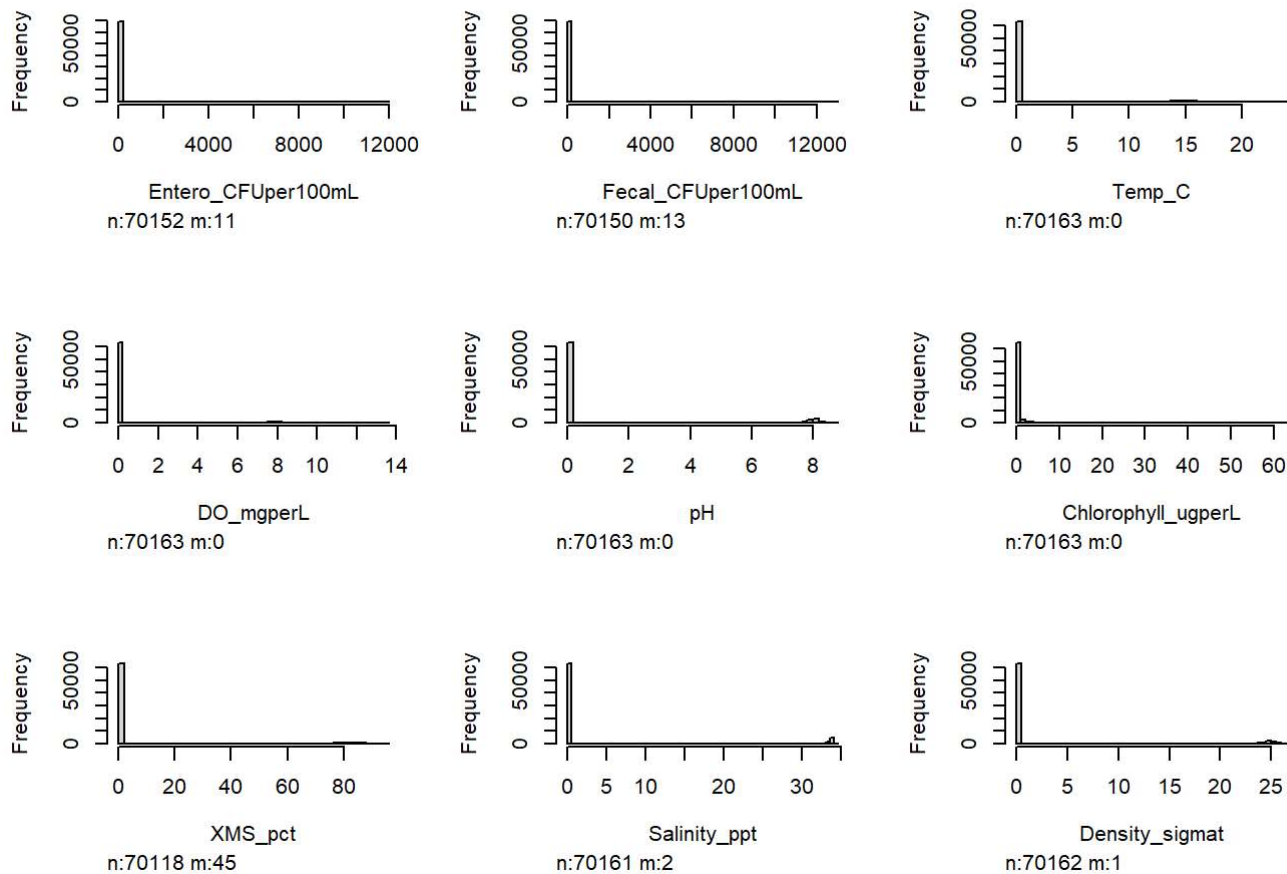 Frequency
0 50000
0 4000 8000 12000
Entero_CFUper100mL
n:70152 m:11
Frequency
0 50000
0 4000 8000 12000
Fecal_CFUper100mL
n:70150 m:13
Frequency
0 50000
0 5 10 15 20
Temp_C
n:70163 m:0
Frequency
0 50000
0 2 4 6 8 10 14
DO_mgperL
n:70163 m:0
Frequency
0 50000
0 2 4 6 8
pH
n:70163 m:0
Frequency
0 50000
0 10 20 30 40 50 60
Chlorophyll_ugperL
n:70163 m:0
Frequency
0 50000
0 20 40 60 80
XMS_pct
n:70118 m:45
Frequency
0 50000
0 5 10 20 30
Salinity_ppt
n:70161 m:2
Frequency
0 50000
0 5 10 15 20 25
Density_sigmat
n:70162 m:1